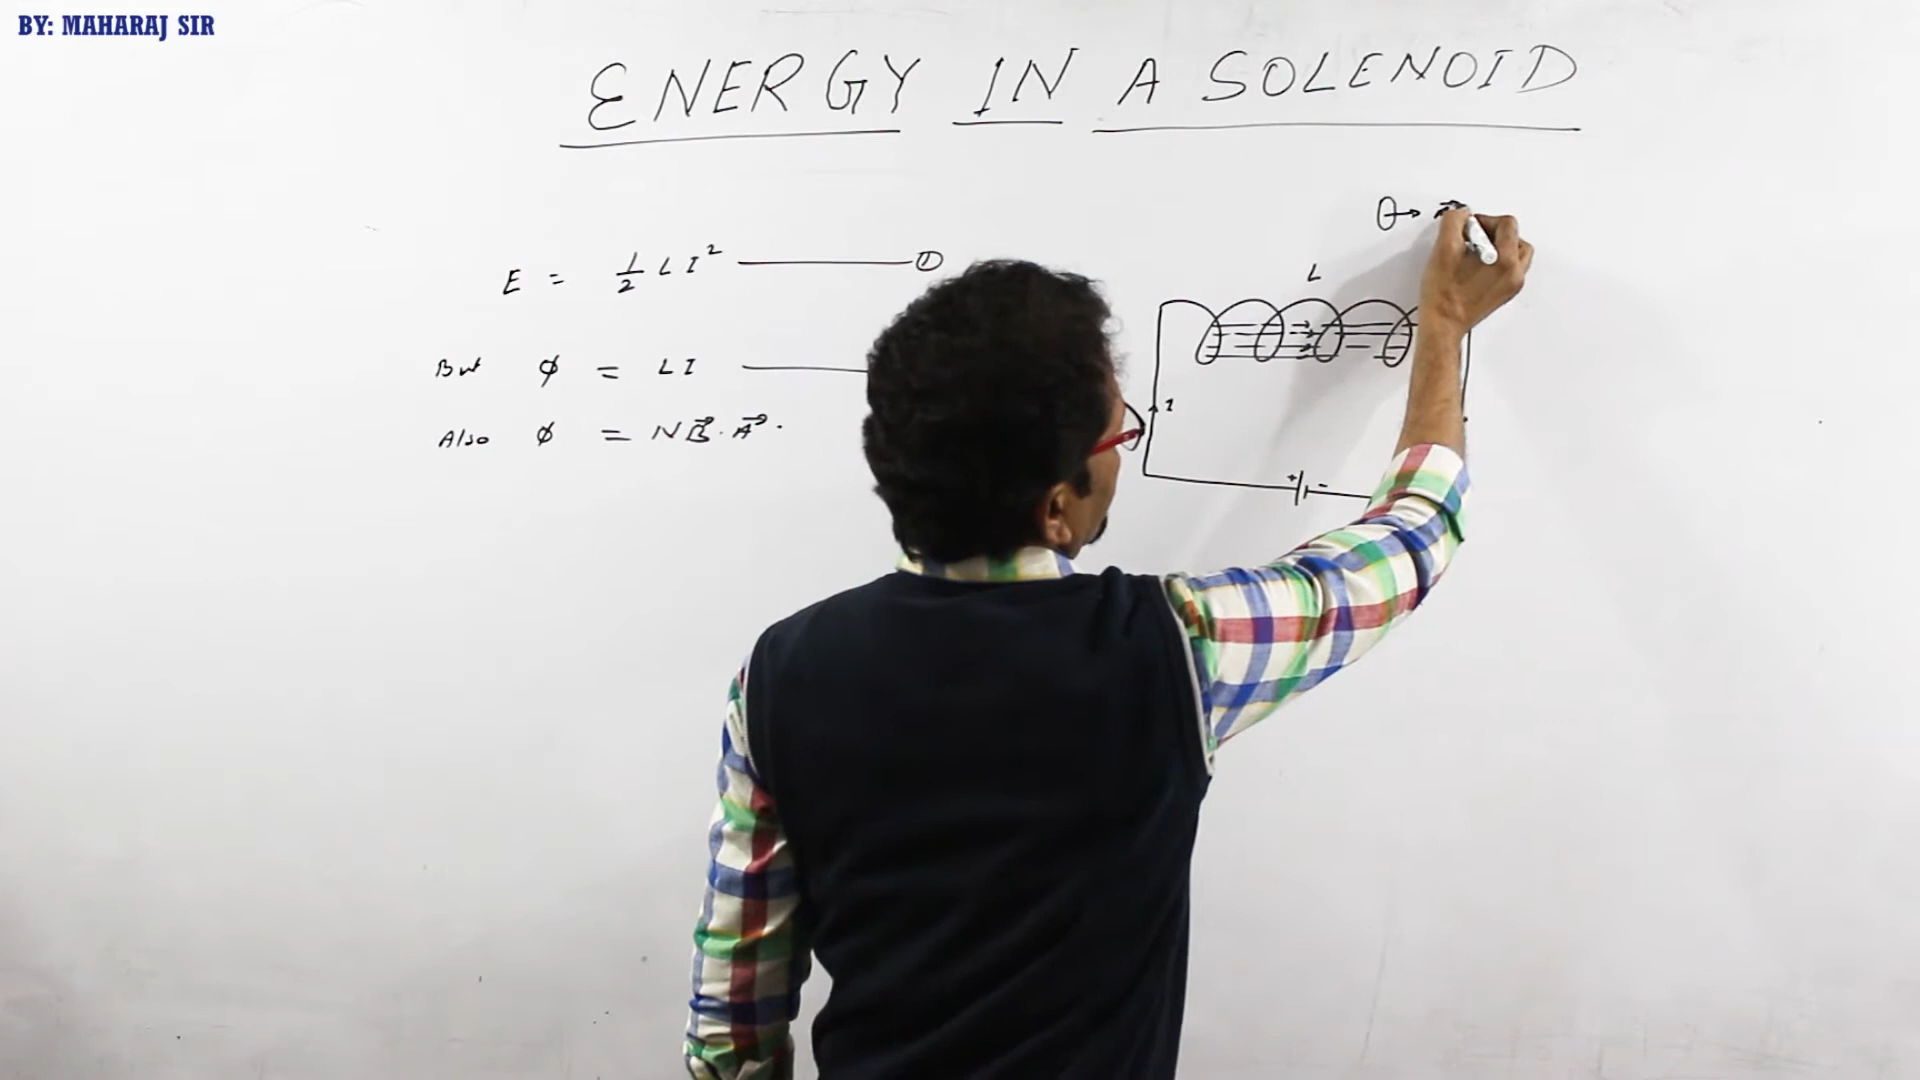 BY: MAHARAJ SIR
ENERGY IN A SOLENOID
E = 1/2 L I² ——— ①
But ϕ = L I ———
Also ϕ = N B⃗ . A⃗ .
L
I
+ -